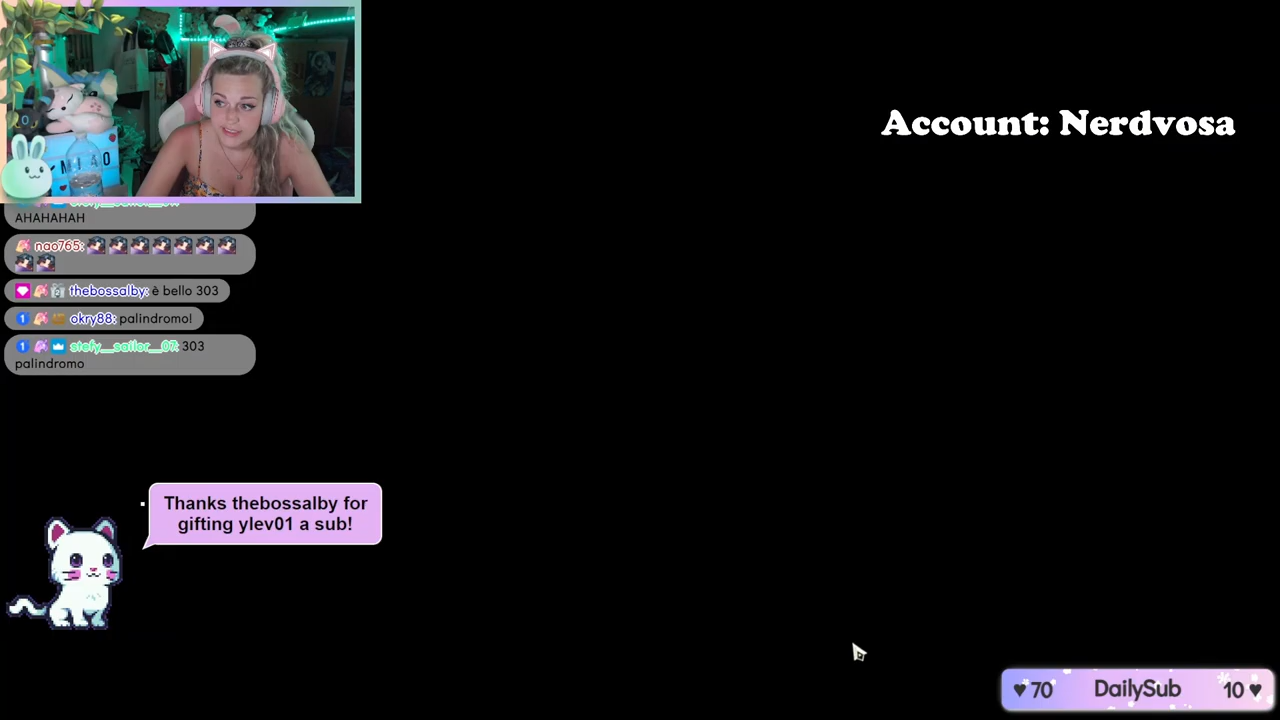 Account: Nerdvosa
AHAHAHAH
nao765:
thebossalby: è bello 303
okry88: palindromo!
stefy__sailor__07: 303
palindromo
Thanks thebossalby for
gifting ylev01 a sub!
70 DailySub 10